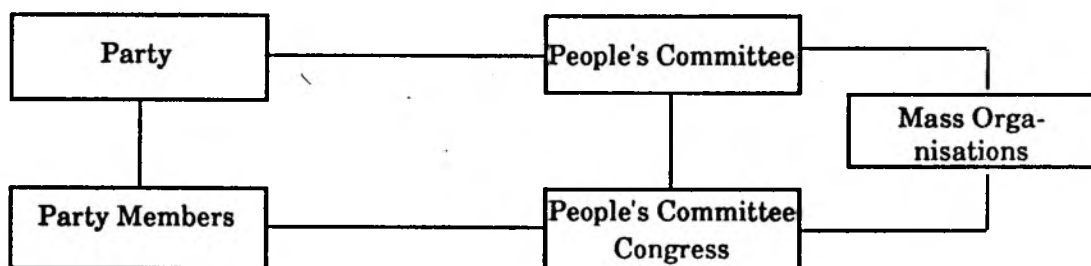 Party
People's Committee
Mass Orga-
nisations
Party Members
People's Committee
Congress